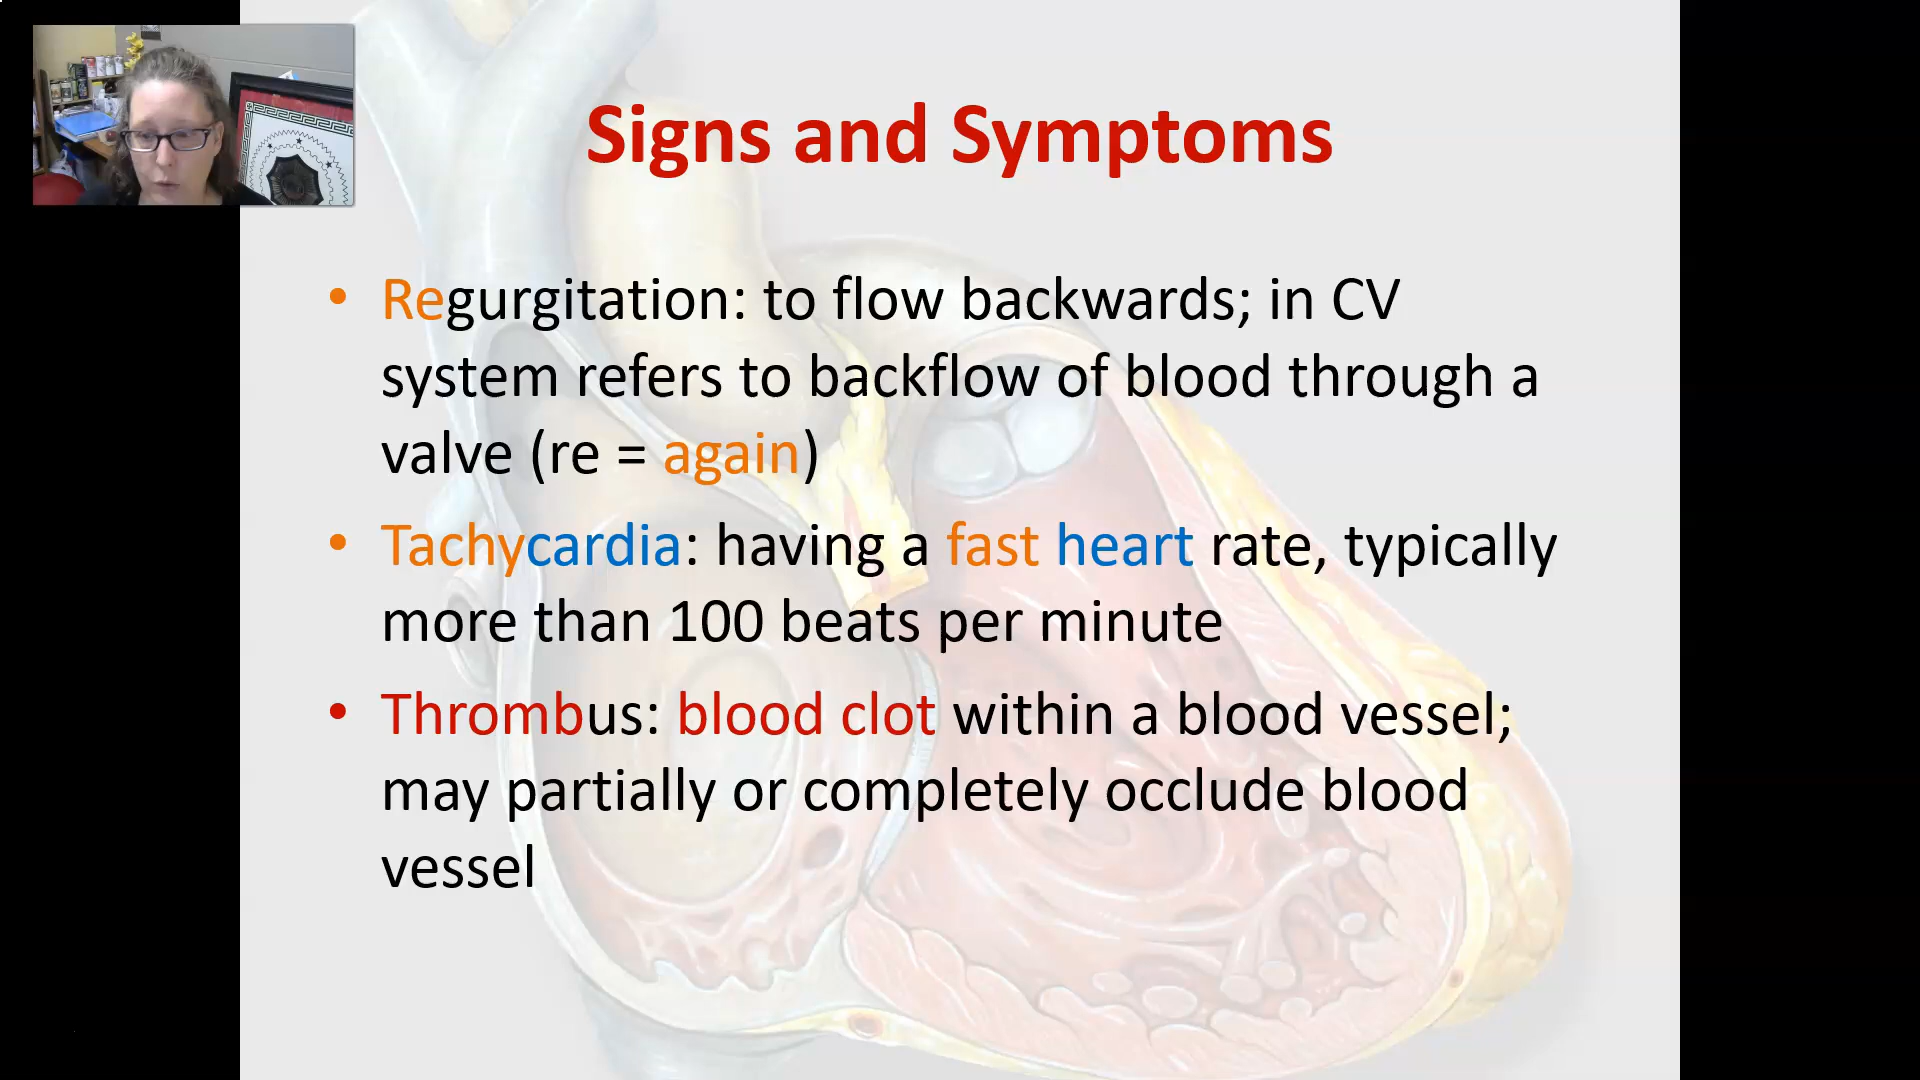 Signs and Symptoms
• Regurgitation: to flow backwards; in CV
system refers to backflow of blood through a
valve (re = again)
• Tachycardia: having a fast heart rate, typically
more than 100 beats per minute
• Thrombus: blood clot within a blood vessel;
may partially or completely occlude blood
vessel